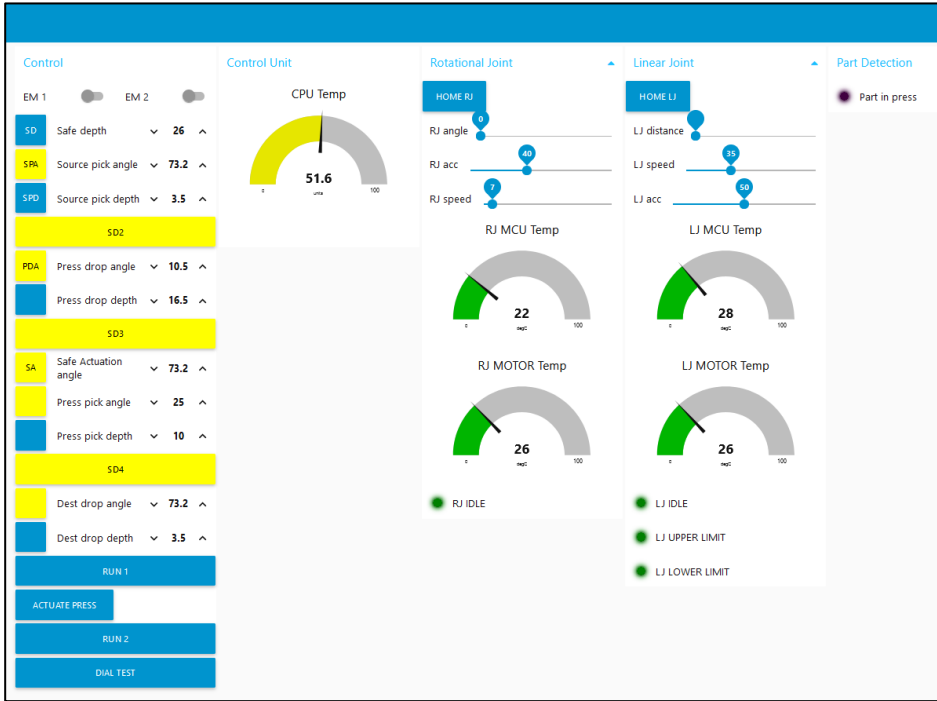 Control
EM 1
EM 2
SD
Safe depth
26
SPA
Source pick angle
73.2
SPD
Source pick depth
3.5
SD2
PDA
Press drop angle
10.5
Press drop depth
16.5
SD3
SA
Safe Actuation
angle
73.2
Press pick angle
25
Press pick depth
10
SD4
Dest drop angle
73.2
Dest drop depth
3.5
RUN 1
ACTUATE PRESS
RUN 2
DIAL TEST
Control Unit
CPU Temp
51.6
units
0
100
Rotational Joint
HOME RJ
0
RJ angle
40
RJ acc
7
RJ speed
RJ MCU Temp
22
degC
0
100
RJ MOTOR Temp
26
degC
0
100
RJ IDLE
Linear Joint
HOME LJ
LJ distance
35
LJ speed
50
LJ acc
LJ MCU Temp
28
degC
0
100
LJ MOTOR Temp
26
degC
0
100
LJ IDLE
LJ UPPER LIMIT
LJ LOWER LIMIT
Part Detection
Part in press